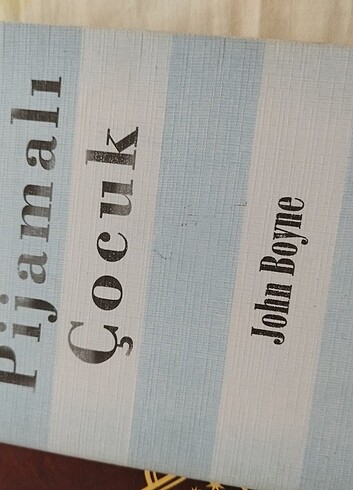 Pijamalı
Çocuk
John Boyne